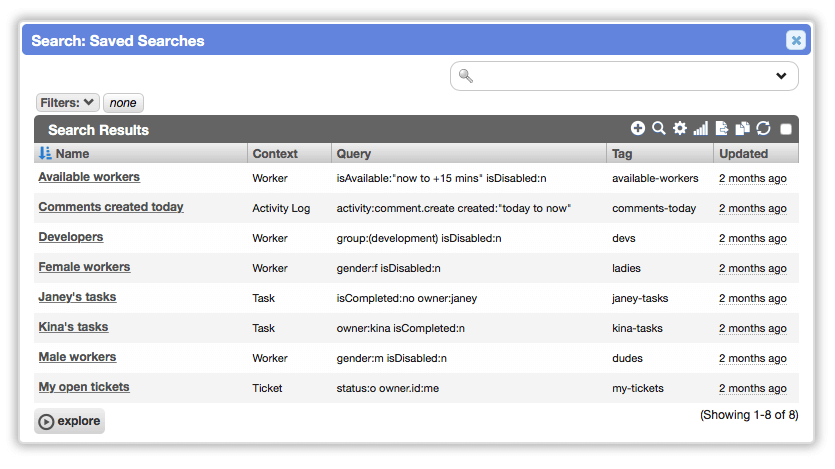 Search: Saved Searches
Filters: none
Search Results
Name Context Query Tag Updated
Available workers Worker isAvailable:"now to +15 mins" isDisabled:n available-workers 2 months ago
Comments created today Activity Log activity:comment.create created:"today to now" comments-today 2 months ago
Developers Worker group:(development) isDisabled:n devs 2 months ago
Female workers Worker gender:f isDisabled:n ladies 2 months ago
Janey's tasks Task isCompleted:no owner:janey janey-tasks 2 months ago
Kina's tasks Task owner:kina isCompleted:n kina-tasks 2 months ago
Male workers Worker gender:m isDisabled:n dudes 2 months ago
My open tickets Ticket status:o owner.id:me my-tickets 2 months ago
explore (Showing 1-8 of 8)